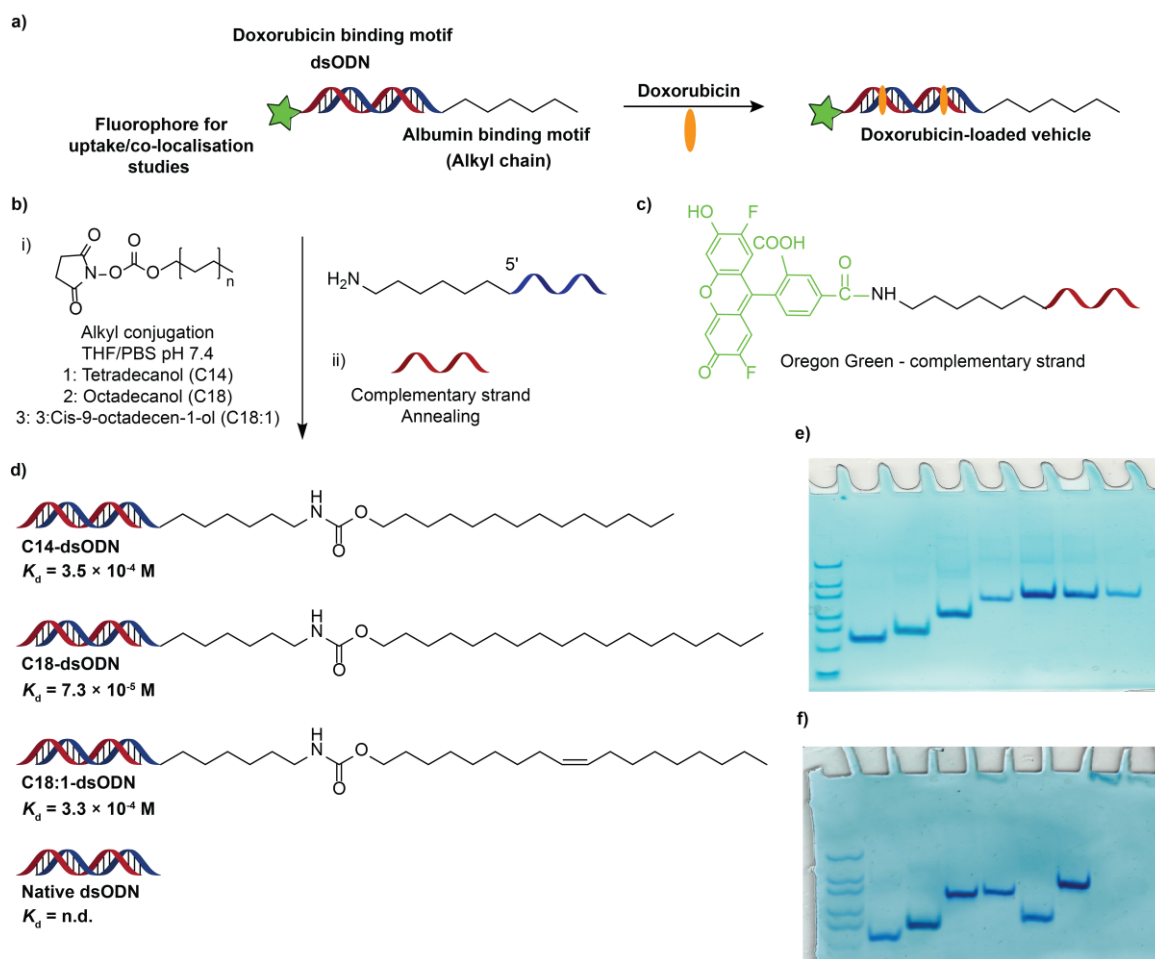 a)
Doxorubicin binding motif
dsODN
Fluorophore for
uptake/co-localisation
studies
Albumin binding motif
(Alkyl chain)
Doxorubicin
Doxorubicin-loaded vehicle
b)
i)
O
N
O
O
O
O
n
Alkyl conjugation
THF/PBS pH 7.4
1: Tetradecanol (C14)
2: Octadecanol (C18)
3: 3:Cis-9-octadecen-1-ol (C18:1)
H2N
5'
ii)
Complementary strand
Annealing
c)
HO
F
COOH
O
O
C
NH
O
F
Oregon Green - complementary strand
d)
H
N
O
O
C14-dsODN
Kd = 3.5 × 10-4 M
H
N
O
O
C18-dsODN
Kd = 7.3 × 10-5 M
H
N
O
O
C18:1-dsODN
Kd = 3.3 × 10-4 M
Native dsODN
Kd = n.d.
e)
f)